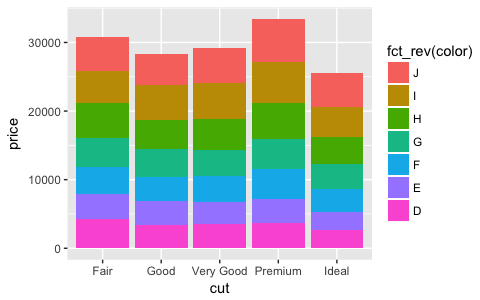 price
30000
20000
10000
0
Fair Good Very Good Premium Ideal
cut
fct_rev(color)
J
I
H
G
F
E
D